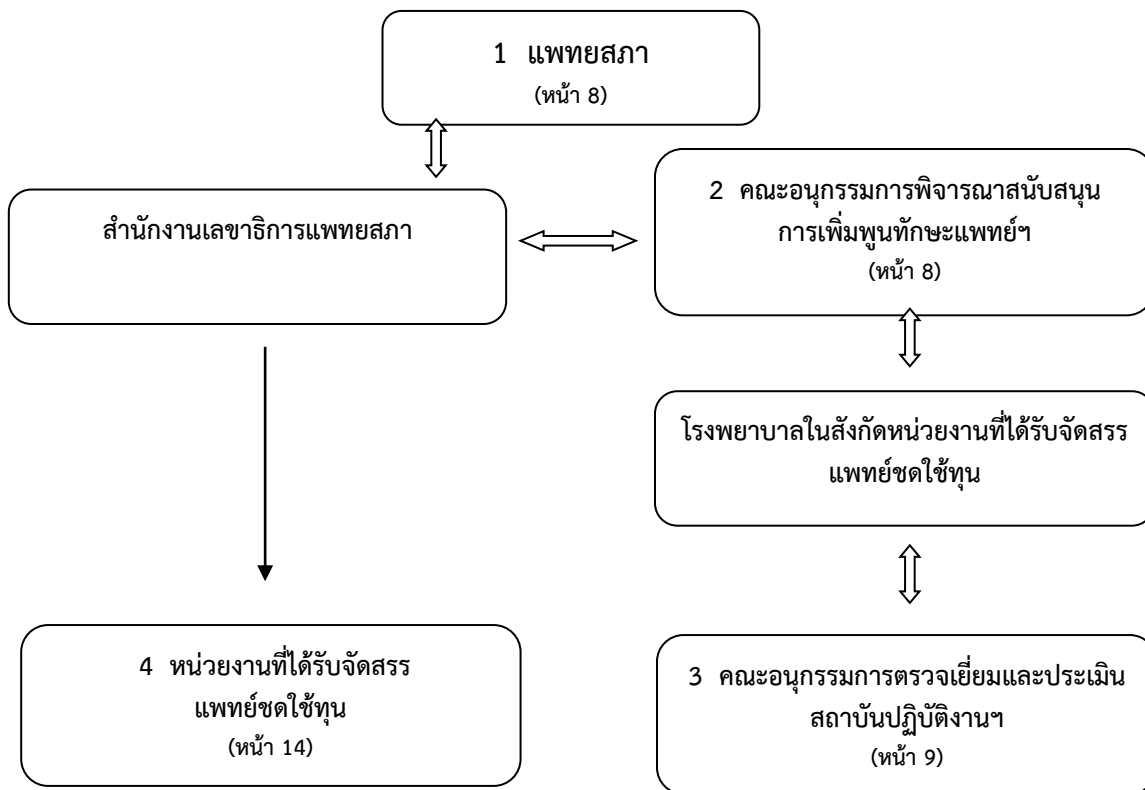 1 แพทยสภา
(หน้า 8)
สำนักงานเลขาธิการแพทยสภา
2 คณะอนุกรรมการพิจารณาสนับสนุน
การเพิ่มพูนทักษะแพทย์ฯ
(หน้า 8)
โรงพยาบาลในสังกัดหน่วยงานที่ได้รับจัดสรร
แพทย์ชดใช้ทุน
4 หน่วยงานที่ได้รับจัดสรร
แพทย์ชดใช้ทุน
(หน้า 14)
3 คณะอนุกรรมการตรวจเยี่ยมและประเมิน
สถาบันปฏิบัติงานฯ
(หน้า 9)